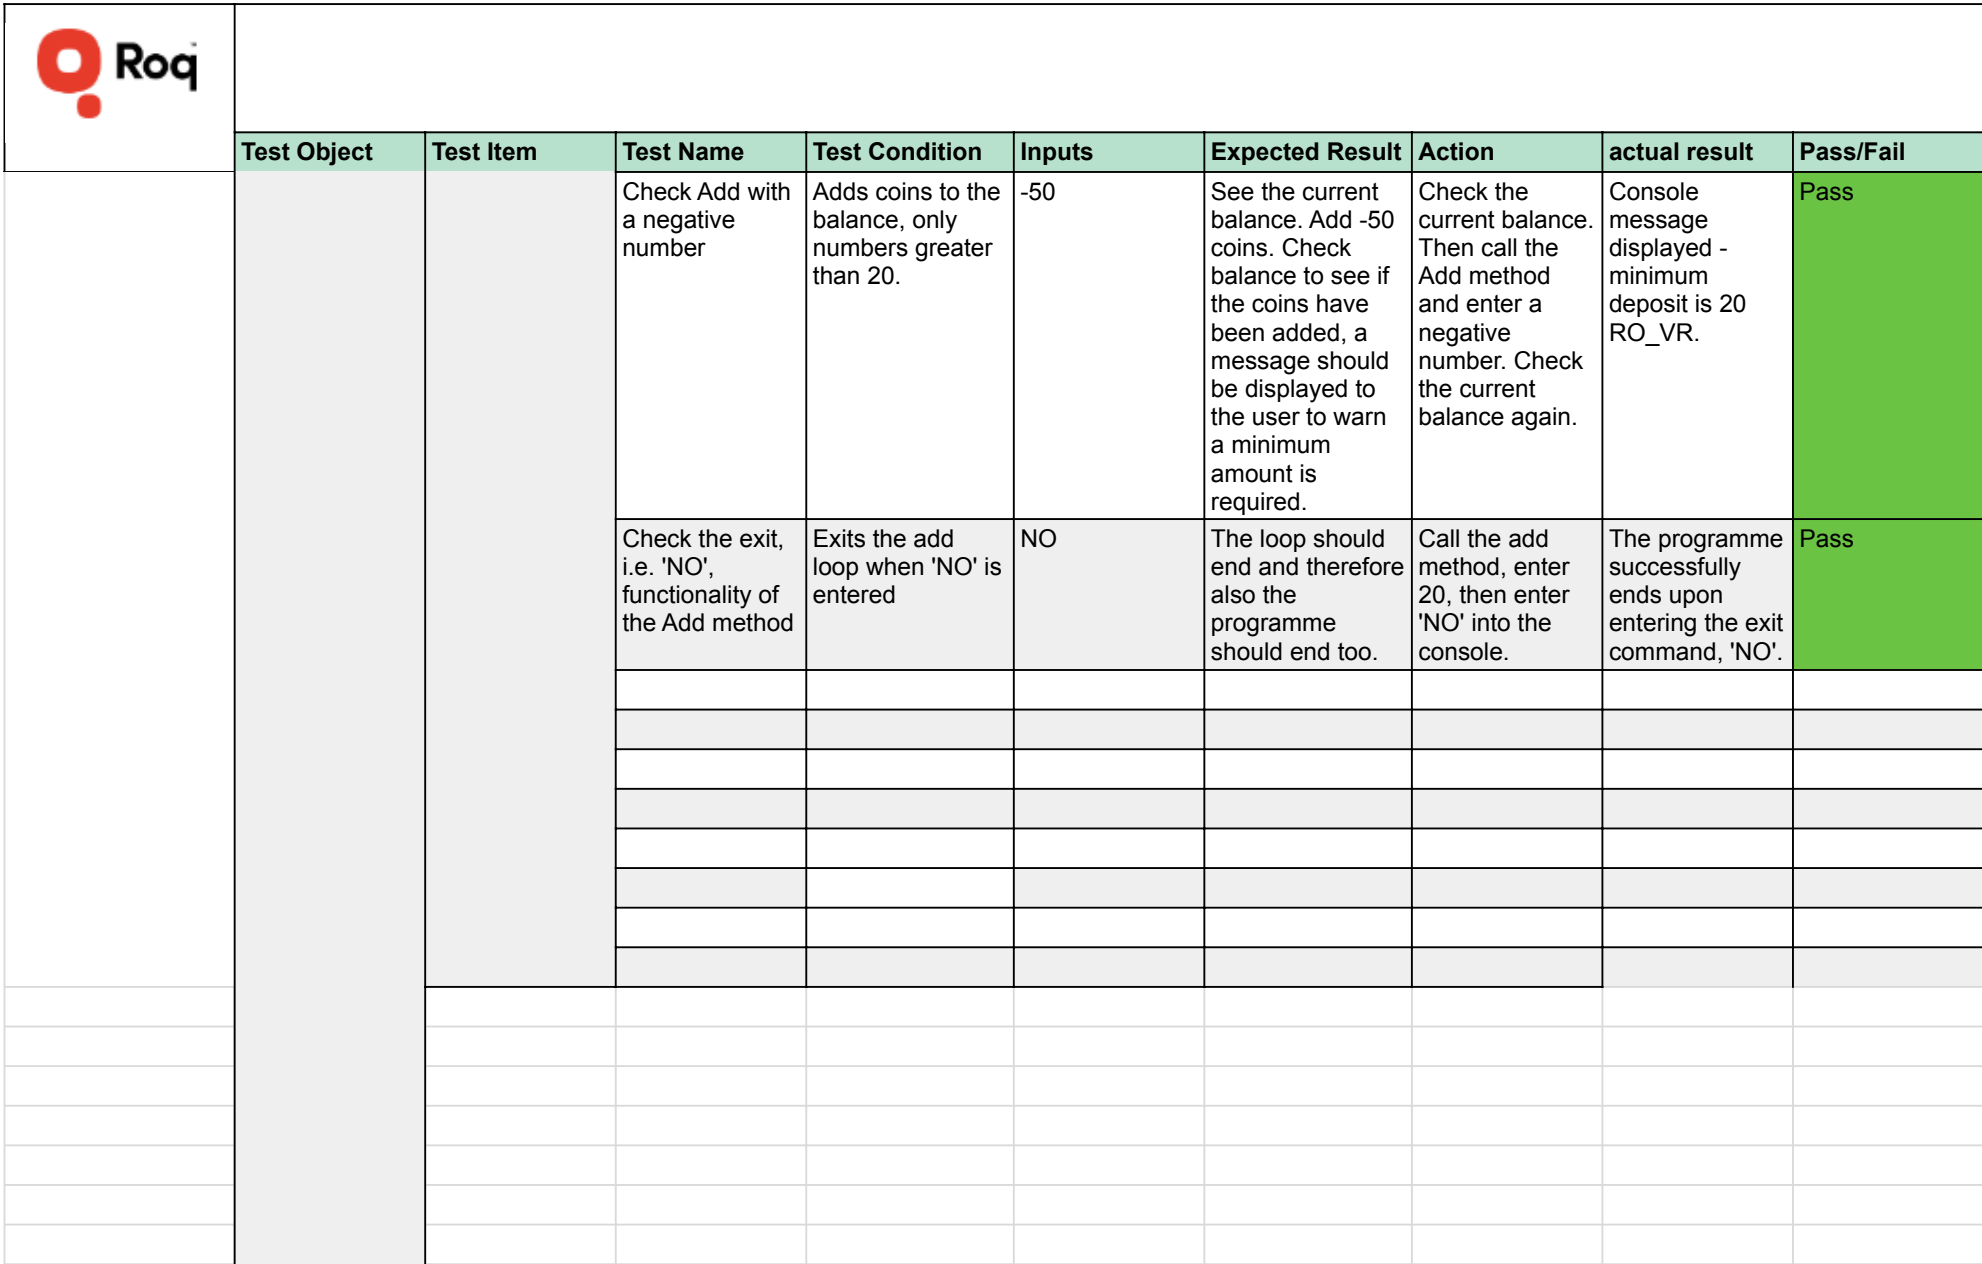 Roq
Test Object
Test Item
Test Name
Test Condition
Inputs
Expected Result
Action
actual result
Pass/Fail
Check Add with
a negative
number
Adds coins to the
balance, only
numbers greater
than 20.
-50
See the current
balance. Add -50
coins. Check
balance to see if
the coins have
been added, a
message should
be displayed to
the user to warn
a minimum
amount is
required.
Check the
current balance.
Then call the
Add method
and enter a
negative
number. Check
the current
balance again.
Console
message
displayed -
minimum
deposit is 20
RO_VR.
Pass
Check the exit,
i.e. 'NO',
functionality of
the Add method
Exits the add
loop when 'NO' is
entered
NO
The loop should
end and therefore
also the
programme
should end too.
Call the add
method, enter
20, then enter
'NO' into the
console.
The programme
successfully
ends upon
entering the exit
command, 'NO'.
Pass